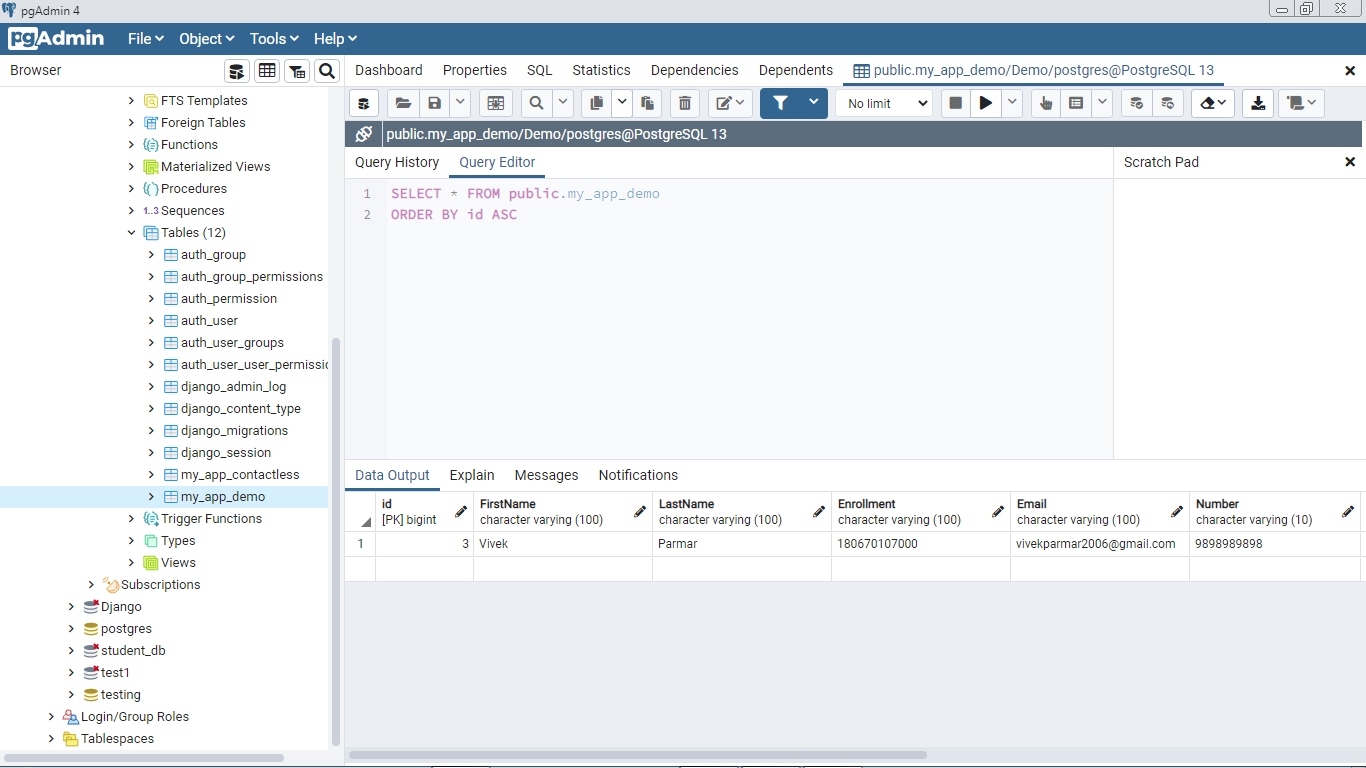 pgAdmin 4
pgAdmin File Object Tools Help
Browser
FTS Templates
Foreign Tables
Functions
Materialized Views
Procedures
1..3 Sequences
Tables (12)
auth_group
auth_group_permissions
auth_permission
auth_user
auth_user_groups
auth_user_user_permissic
django_admin_log
django_content_type
django_migrations
django_session
my_app_contactless
my_app_demo
Trigger Functions
Types
Views
Subscriptions
Django
postgres
student_db
test1
testing
Login/Group Roles
Tablespaces
Dashboard Properties SQL Statistics Dependencies Dependents public.my_app_demo/Demo/postgres@PostgreSQL 13
No limit
public.my_app_demo/Demo/postgres@PostgreSQL 13
Query History Query Editor
Scratch Pad
1 SELECT * FROM public.my_app_demo
2 ORDER BY id ASC
Data Output Explain Messages Notifications
id FirstName LastName Enrollment Email Number
[PK] bigint character varying (100) character varying (100) character varying (100) character varying (100) character varying (10)
1 3 Vivek Parmar 180670107000 vivekparmar2006@gmail.com 9898989898